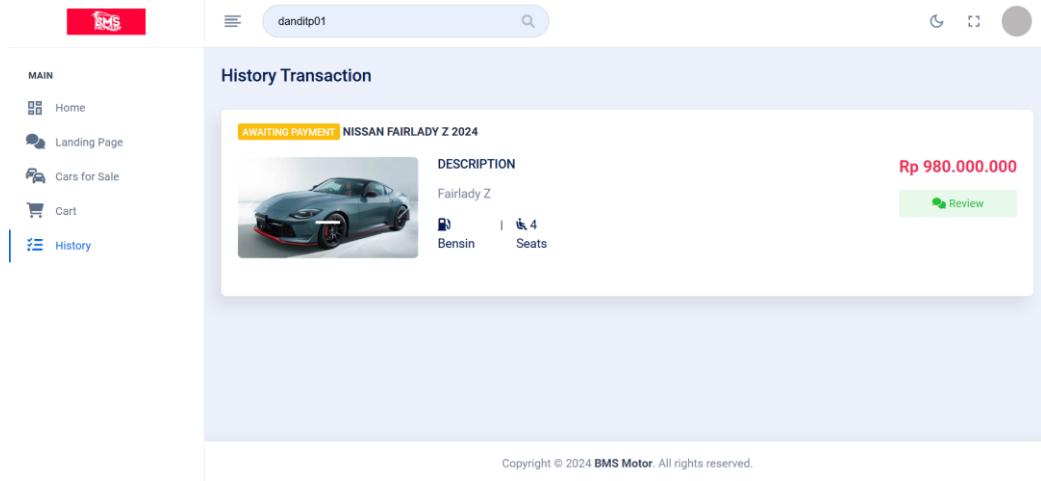 BMS
danditp01
MAIN
Home
Landing Page
Cars for Sale
Cart
History
History Transaction
AWAITING PAYMENT NISSAN FAIRLADY Z 2024
DESCRIPTION
Fairlady Z
| 4
Bensin Seats
Rp 980.000.000
Review
Copyright © 2024 BMS Motor. All rights reserved.